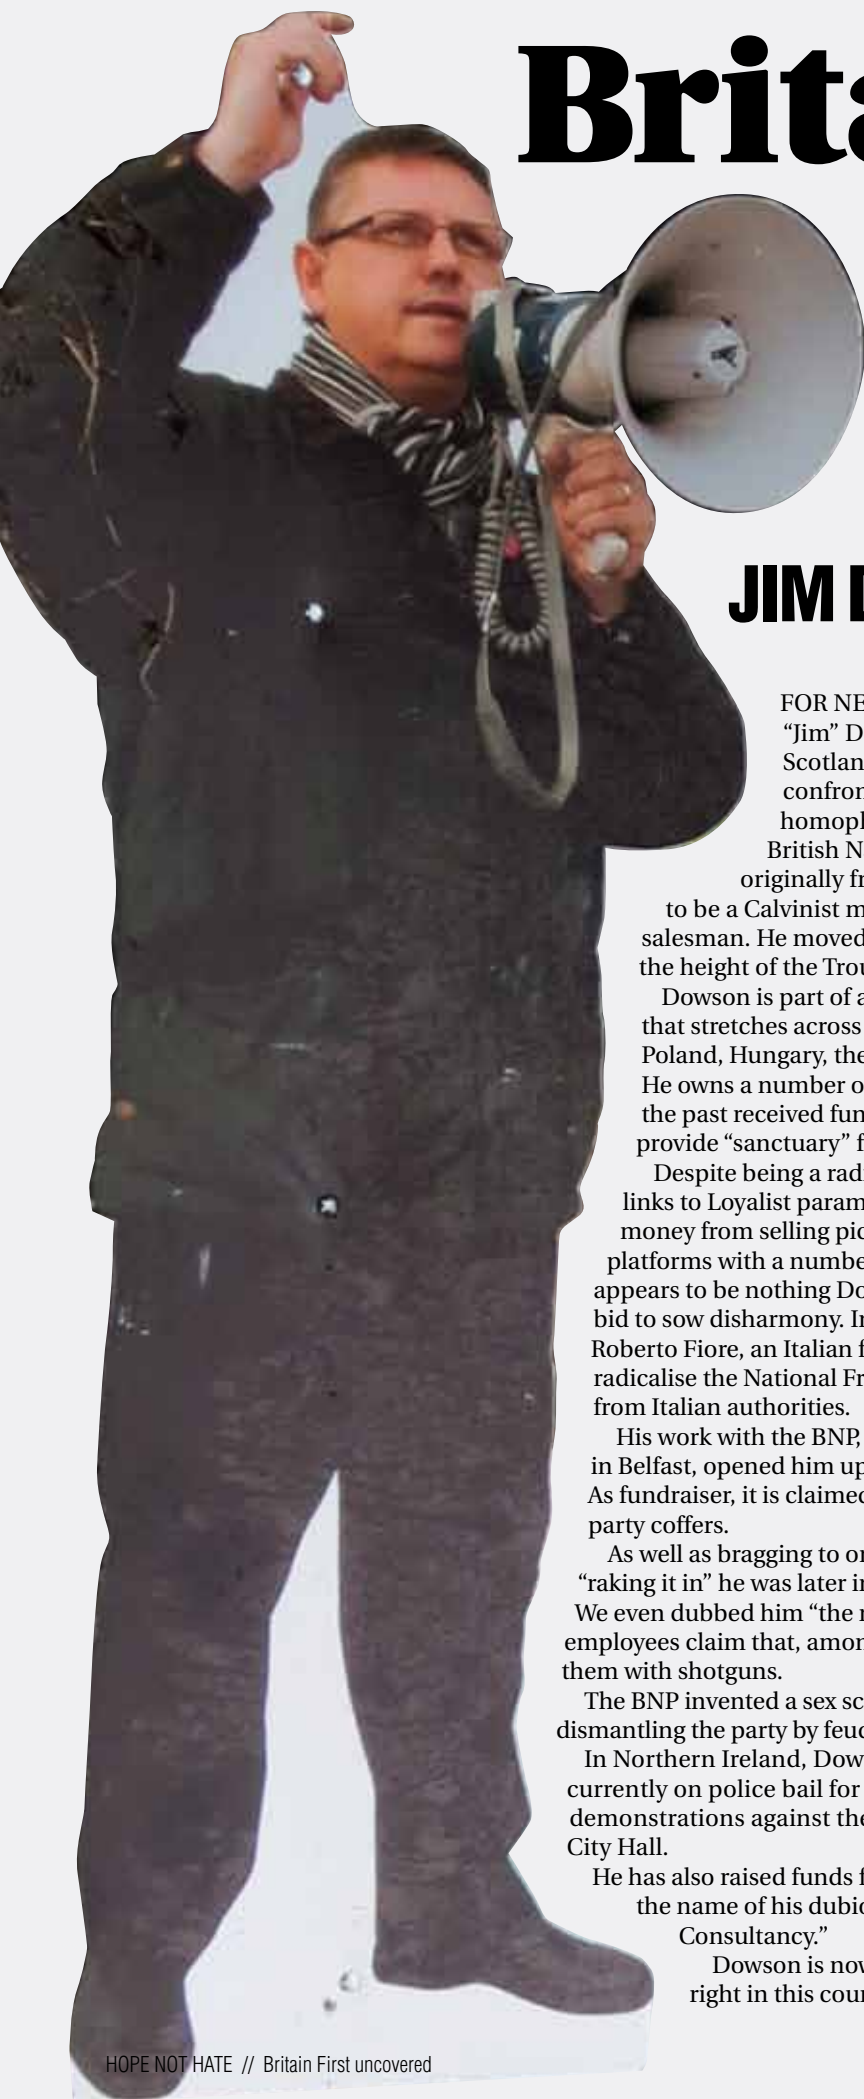 Brita
JIM D
FOR NE
“Jim” D
Scotlan
confron
homoph
British N
originally fr
to be a Calvinist m
salesman. He moved
the height of the Trou
Dowson is part of a
that stretches across
Poland, Hungary, the
He owns a number o
the past received fun
provide “sanctuary” f
Despite being a radi
links to Loyalist param
money from selling pic
platforms with a numbe
appears to be nothing Do
bid to sow disharmony. In
Roberto Fiore, an Italian f
radicalise the National Fr
from Italian authorities.
His work with the BNP,
in Belfast, opened him up
As fundraiser, it is claimed
party coffers.
As well as bragging to on
“raking it in” he was later in
We even dubbed him “the m
employees claim that, amon
them with shotguns.
The BNP invented a sex sc
dismantling the party by feud
In Northern Ireland, Dow
currently on police bail for
demonstrations against the
City Hall.
He has also raised funds f
the name of his dubio
Consultancy.”
Dowson is now
right in this coun
HOPE NOT HATE // Britain First uncovered